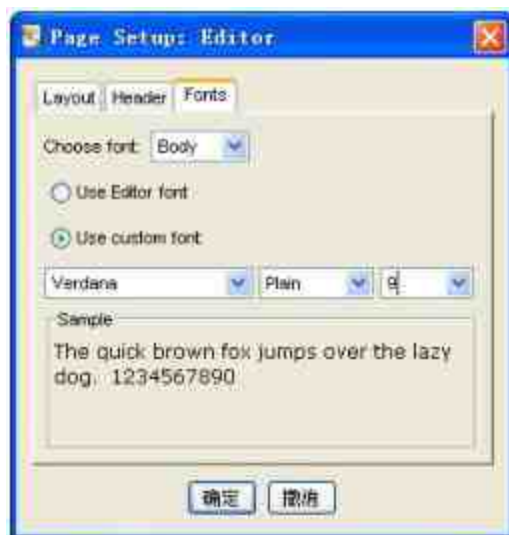 Page Setup: Editor
Layout Header Fonts
Choose font: Body
Use Editor font
Use custom font
Verdana Plain 9
Sample
The quick brown fox jumps over the lazy
dog. 1234567890
确定 撤消